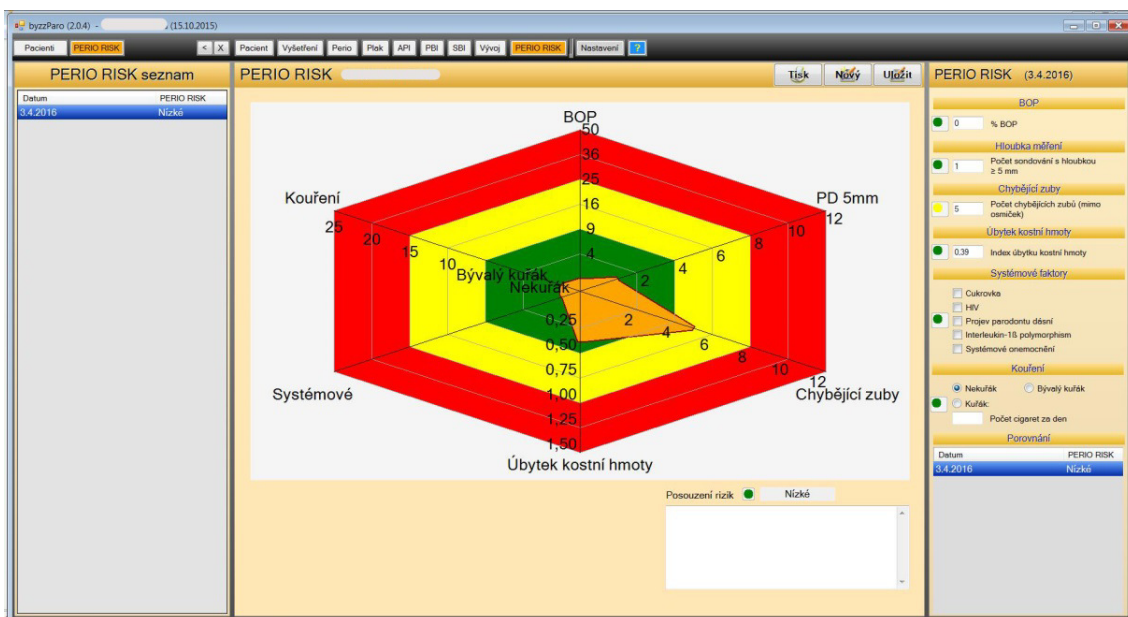 byzzParo (2.0.4) - (15.10.2015)
Pacienti PERIO RISK < X Pacient Vyšetření Perio Plak API PBI SBI Vývoj PERIO RISK Nastavení ?
PERIO RISK seznam
Datum PERIO RISK
3.4.2016 Nízké
PERIO RISK
Tisk Nový Uložit
BOP
50
36
25
16
9
4
PD 5mm
12
10
8
6
4
2
Kouření
25
20
15
10
Bývalý kuřák
Nekuřák
0,25
0,50
0,75
1,00
1,25
1,50
2
4
6
8
10
12
Systémové
Chybějící zuby
Úbytek kostní hmoty
Posouzení rizik Nízké
PERIO RISK (3.4.2016)
BOP
0 % BOP
Hloubka měření
1 Počet sondování s hloubkou
≥ 5 mm
Chybějící zuby
5 Počet chybějících zubů (mimo
osmiček)
Úbytek kostní hmoty
0.39 Index úbytku kostní hmoty
Systémové faktory
Cukrovka
HIV
Projev parodontu dásní
Interleukin-1ß polymorphism
Systémové onemocnění
Kouření
Nekuřák Bývalý kuřák
Kuřák:
Počet cigaret za den
Porovnání
Datum PERIO RISK
3.4.2016 Nízké